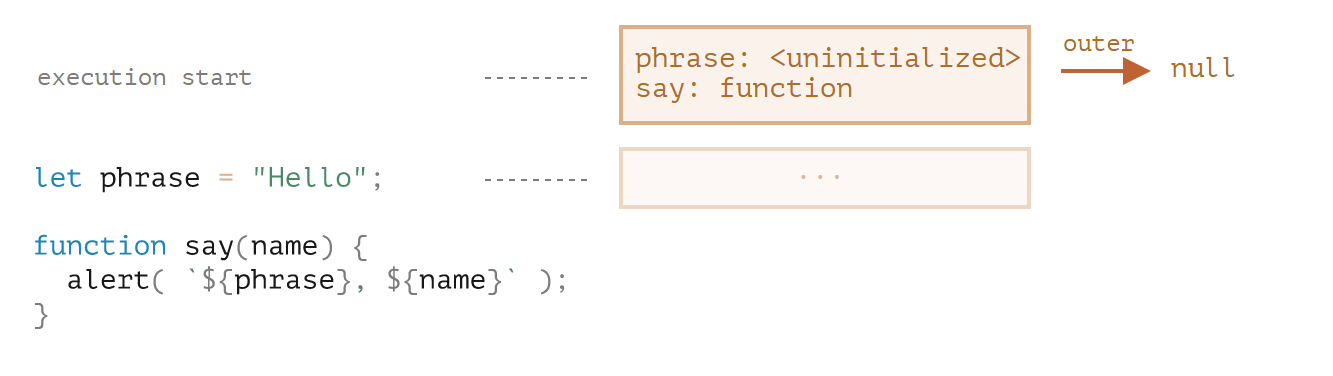 outer
phrase: <uninitialized>
null
execution start
say: function
let phrase = "Hello";
...
function say(name) {
alert( `${phrase}, ${name}` );
}